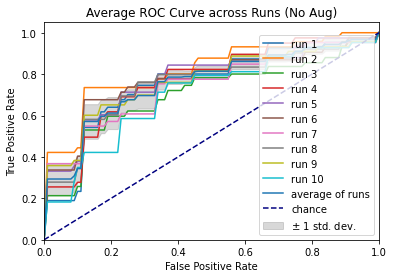 Average ROC Curve across Runs (No Aug)
True Positive Rate
1.0
0.8
0.6
0.4
0.2
0.0
run 1
run 2
run 3
run 4
run 5
run 6
run 7
run 8
run 9
run 10
average of runs
chance
± 1 std. dev.
0.0 0.2 0.4 0.6 0.8 1.0
False Positive Rate